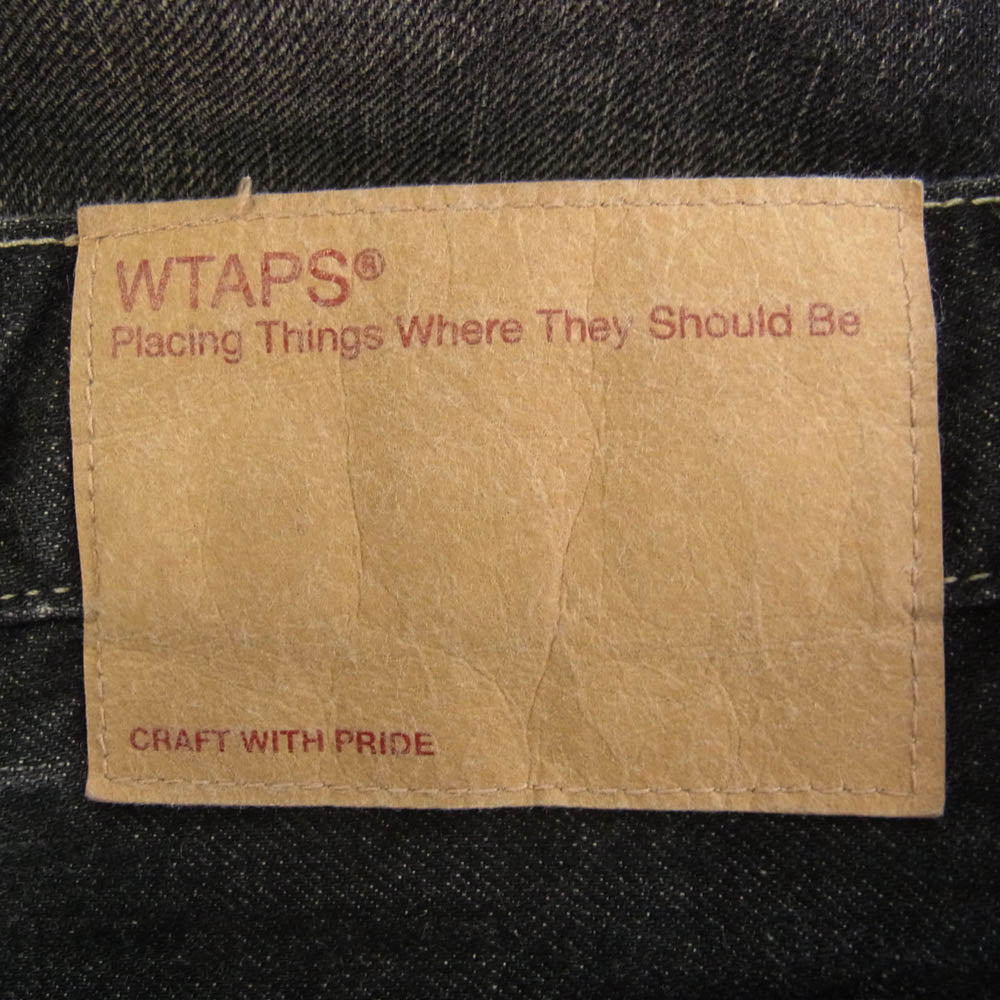 WTAPS®
Placing Things Where They Should Be
CRAFT WITH PRIDE